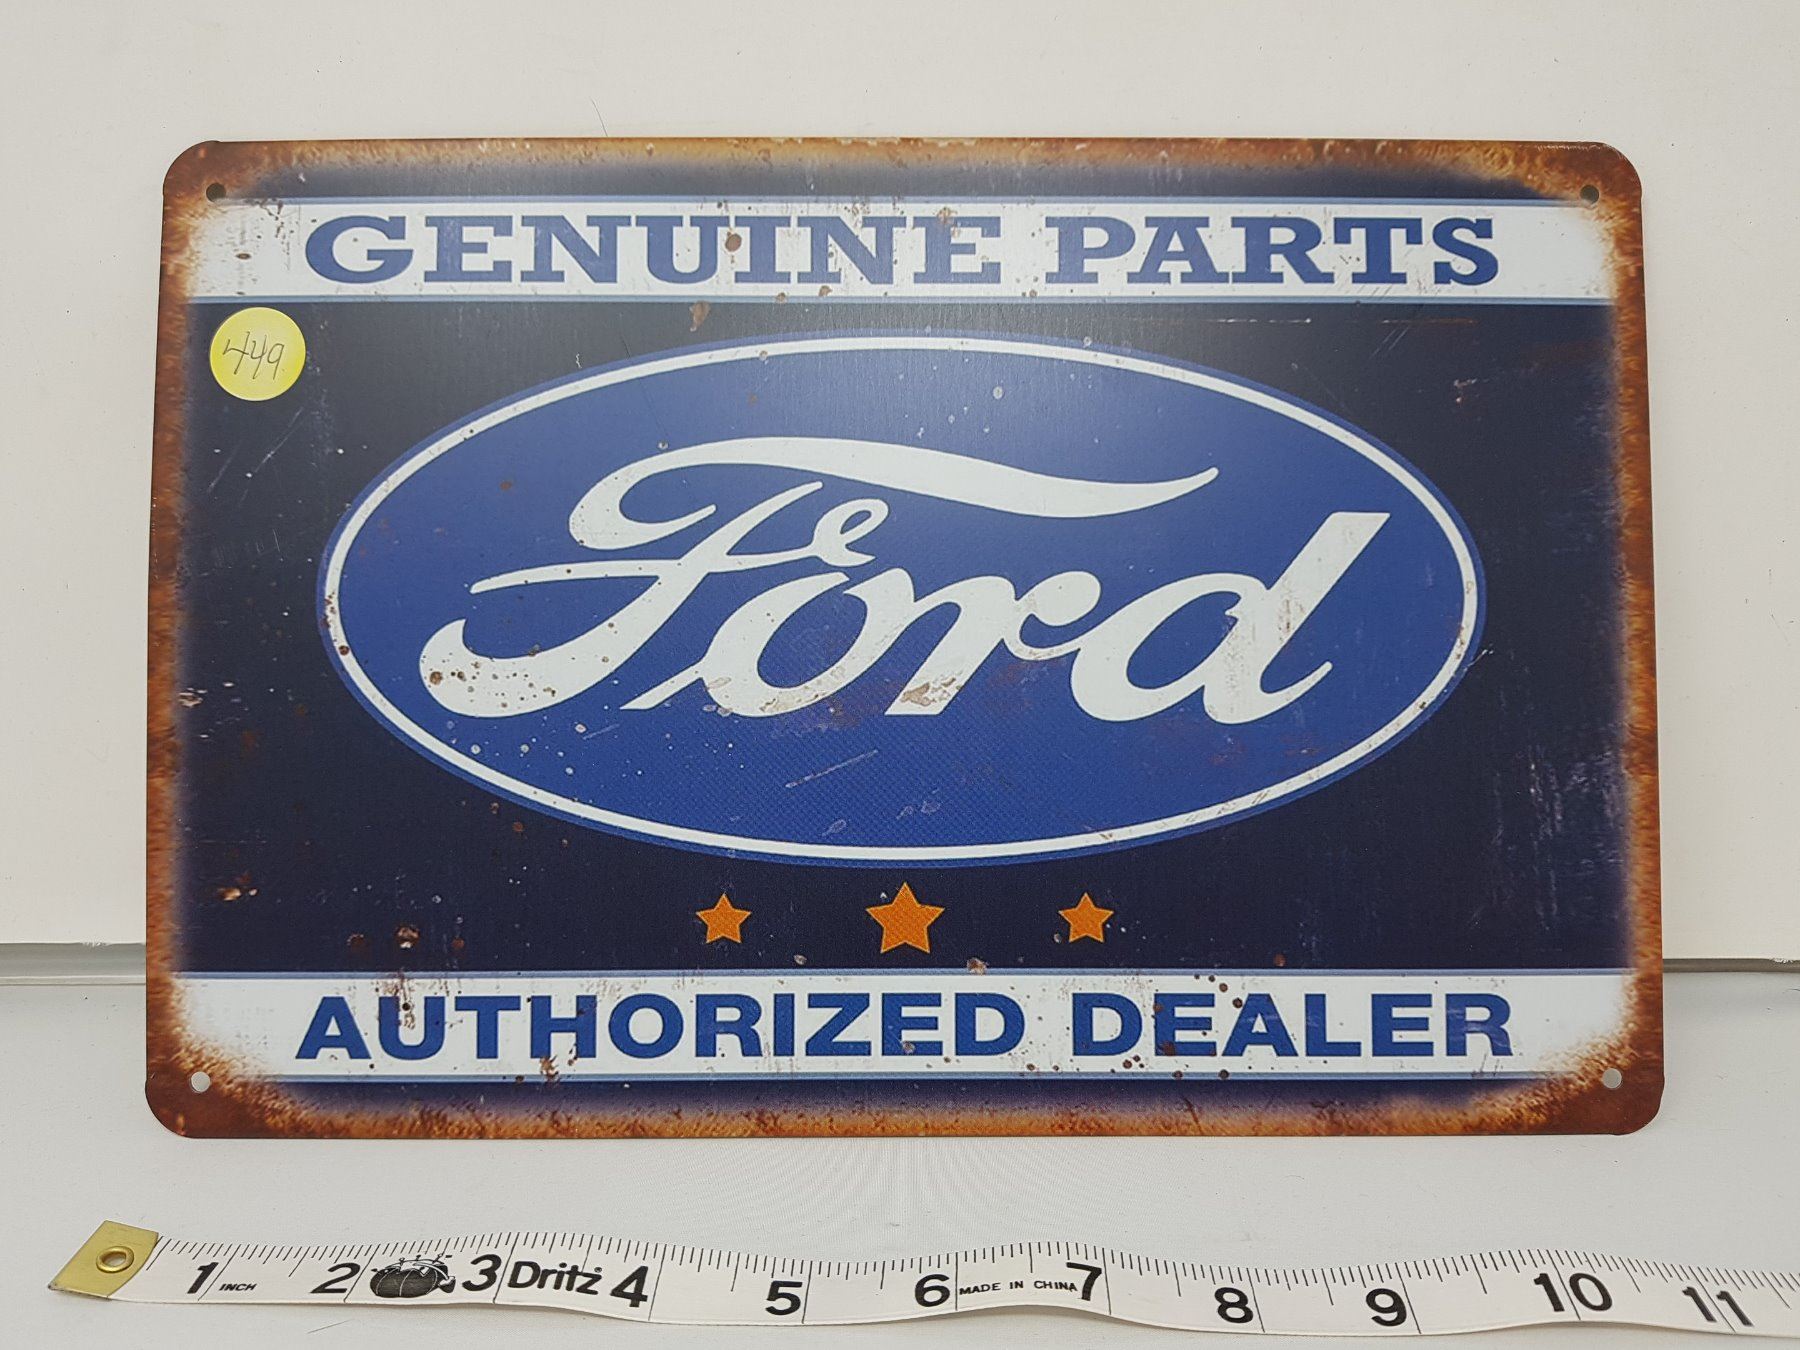 GENUINE PARTS
449
Ford
AUTHORIZED DEALER
1 INCH 2 3 Dritz 4 5 6 MADE IN CHINA 7 8 9 10 11